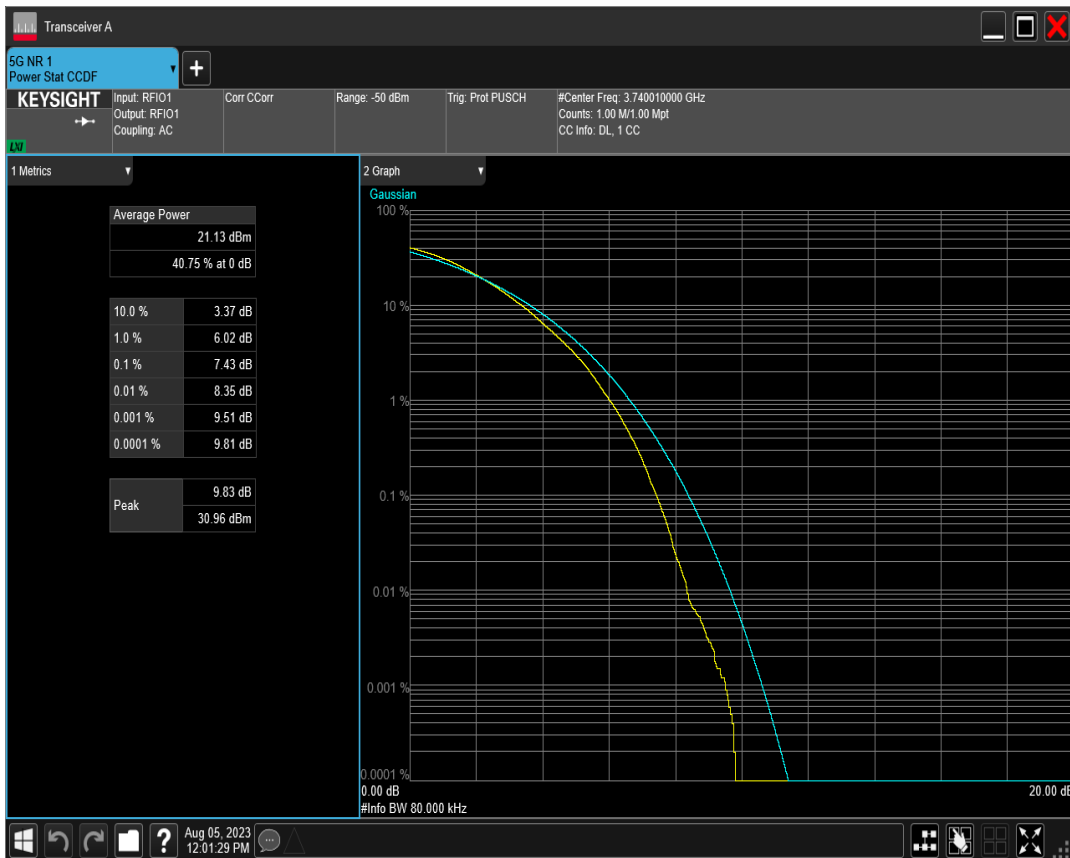 Transceiver A
5G NR 1
Power Stat CCDF
+
KEYSIGHT
LXI
Input: RFIO1
Output: RFIO1
Coupling: AC
Corr CCorr
Range: -50 dBm
Trig: Prot PUSCH
#Center Freq: 3.740010000 GHz
Counts: 1.00 M/1.00 Mpt
CC Info: DL, 1 CC
1 Metrics
Average Power
21.13 dBm
40.75 % at 0 dB
10.0 % 3.37 dB
1.0 % 6.02 dB
0.1 % 7.43 dB
0.01 % 8.35 dB
0.001 % 9.51 dB
0.0001 % 9.81 dB
Peak
9.83 dB
30.96 dBm
2 Graph
Gaussian
100 %
10 %
1 %
0.1 %
0.01 %
0.001 %
0.0001 %
0.00 dB
20.00 dB
#Info BW 80.000 kHz
?
Aug 05, 2023
12:01:29 PM